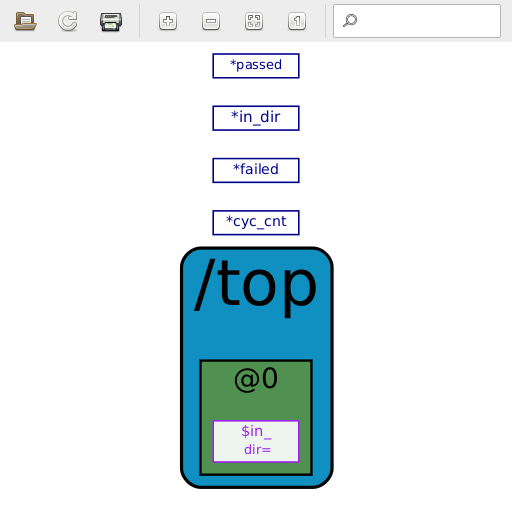 *passed
*in_dir
*failed
*cyc_cnt
/top
@0
$in_
dir=